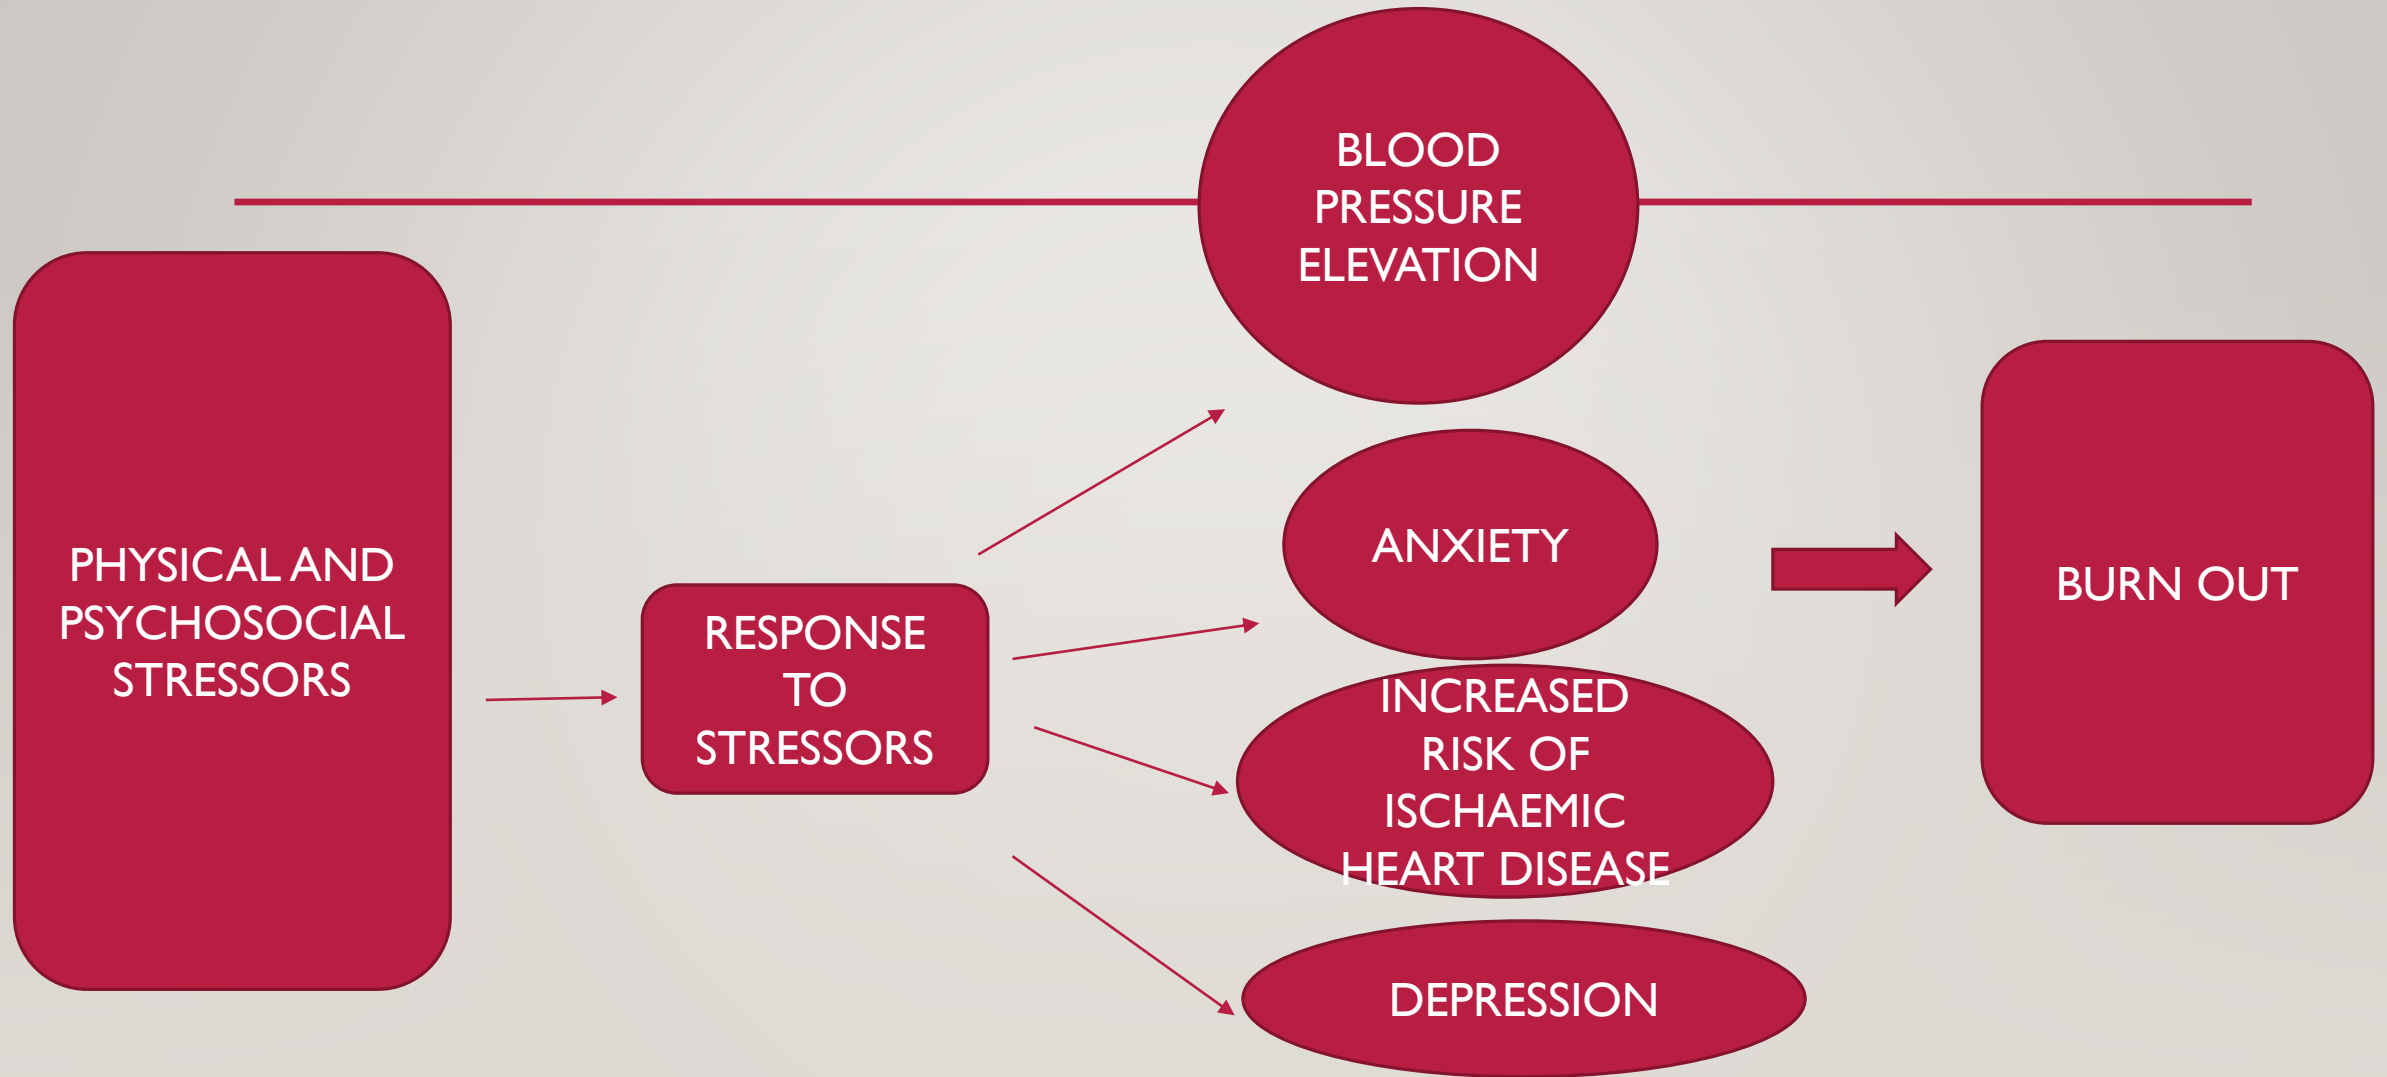 PHYSICAL AND
PSYCHOSOCIAL
STRESSORS
RESPONSE
TO
STRESSORS
BLOOD
PRESSURE
ELEVATION
ANXIETY
INCREASED
RISK OF
ISCHAEMIC
HEART DISEASE
DEPRESSION
BURN OUT